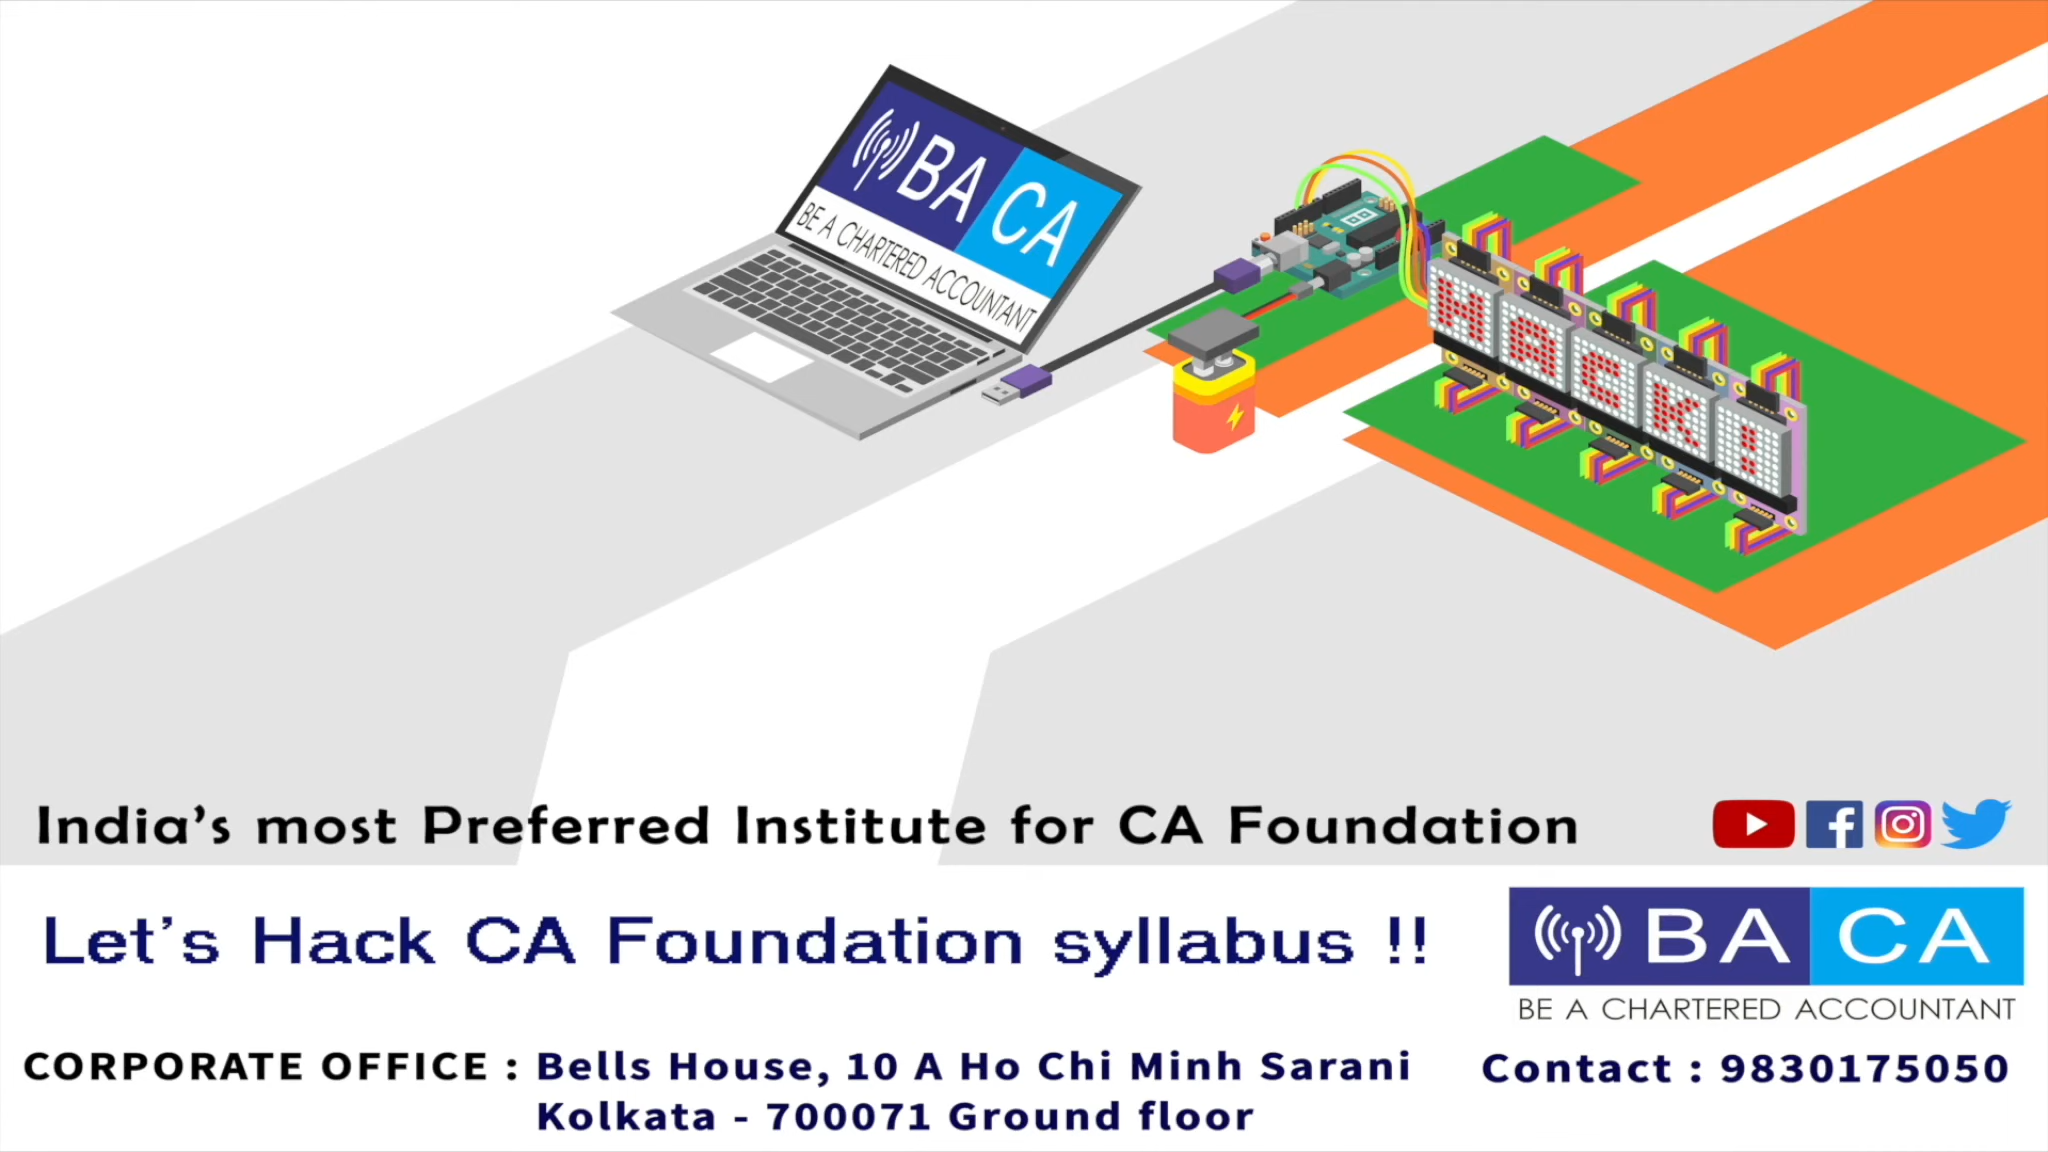 BA CA
BE A CHARTERED ACCOUNTANT
HACK!
India's most Preferred Institute for CA Foundation
Let's Hack CA Foundation syllabus !!
BA CA
BE A CHARTERED ACCOUNTANT
CORPORATE OFFICE : Bells House, 10 A Ho Chi Minh Sarani
Kolkata - 700071 Ground floor
Contact : 9830175050